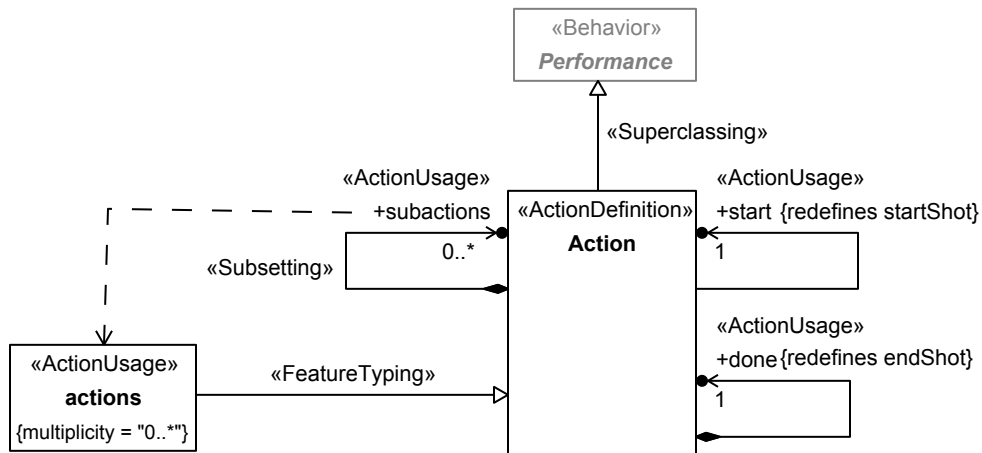 «Behavior»
Performance
«Superclassing»
«ActionUsage»
+subactions
0..*
«Subsetting»
«ActionDefinition»
Action
«ActionUsage»
+start {redefines startShot}
1
«ActionUsage»
+done {redefines endShot}
1
«ActionUsage»
actions
{multiplicity = "0..*"}
«FeatureTyping»